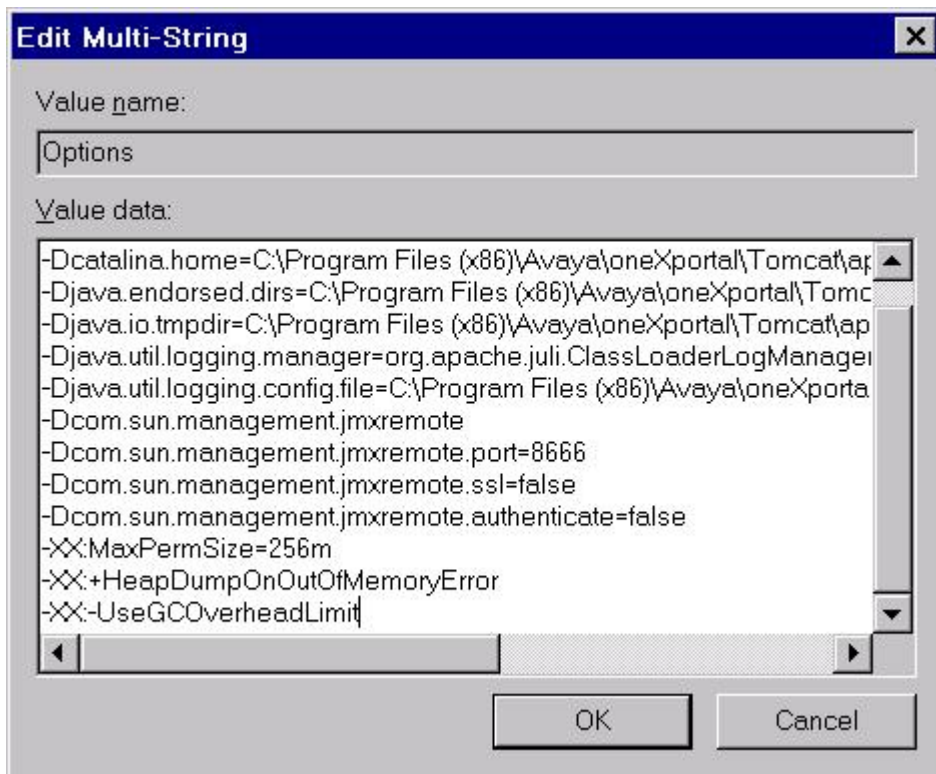 Edit Multi-String
Value name:
Options
Value data:
-Dcatalina.home=C:\Program Files (x86)\Avaya\oneXportal\Tomcat\ap
-Djava.endorsed.dirs=C:\Program Files (x86)\Avaya\oneXportal\Tomc
-Djava.io.tmpdir=C:\Program Files (x86)\Avaya\oneXportal\Tomcat\ap
-Djava.util.logging.manager=org.apache.juli.ClassLoaderLogManager
-Djava.util.logging.config.file=C:\Program Files (x86)\Avaya\oneXporta
-Dcom.sun.management.jmxremote
-Dcom.sun.management.jmxremote.port=8666
-Dcom.sun.management.jmxremote.ssl=false
-Dcom.sun.management.jmxremote.authenticate=false
-XX:MaxPermSize=256m
-XX:+HeapDumpOnOutOfMemoryError
-XX:-UseGCOverheadLimit
OK
Cancel